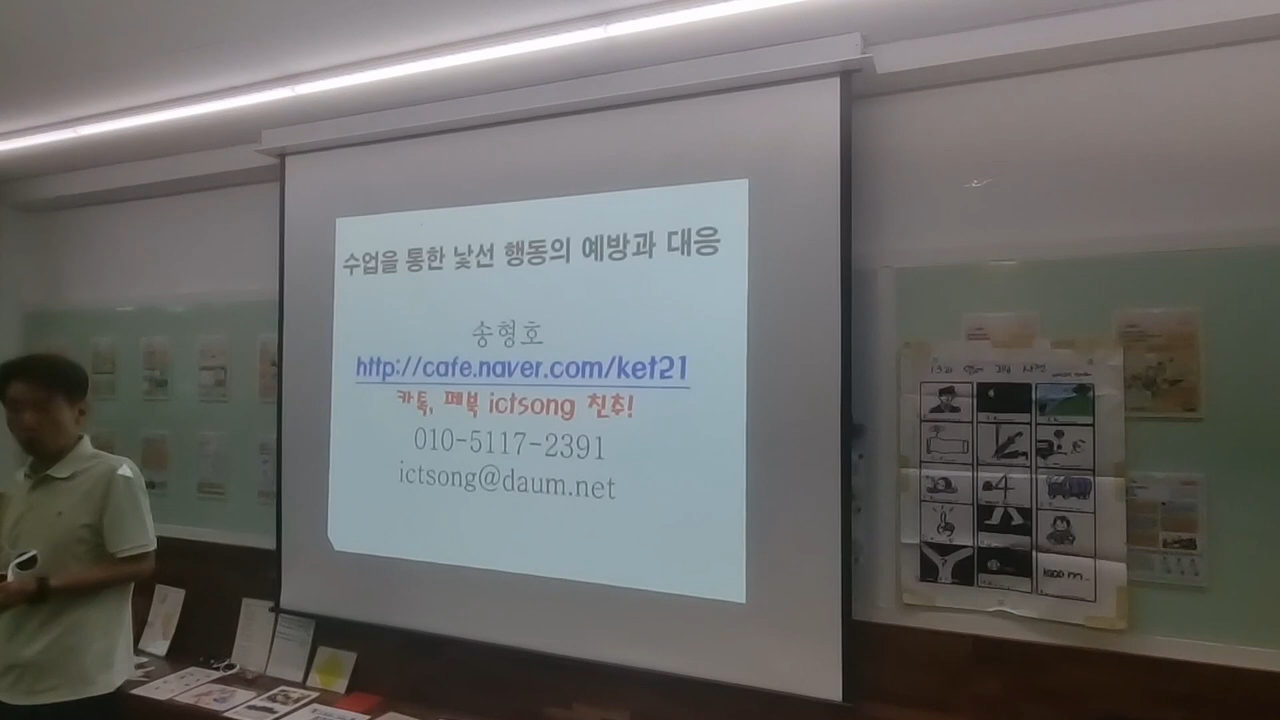 수업을 통한 낯선 행동의 예방과 대응
송형호
http://cafe.naver.com/ket21
카톡, 페북 ictsong 친추!
010-5117-2391
ictsong@daum.net
1000 m...